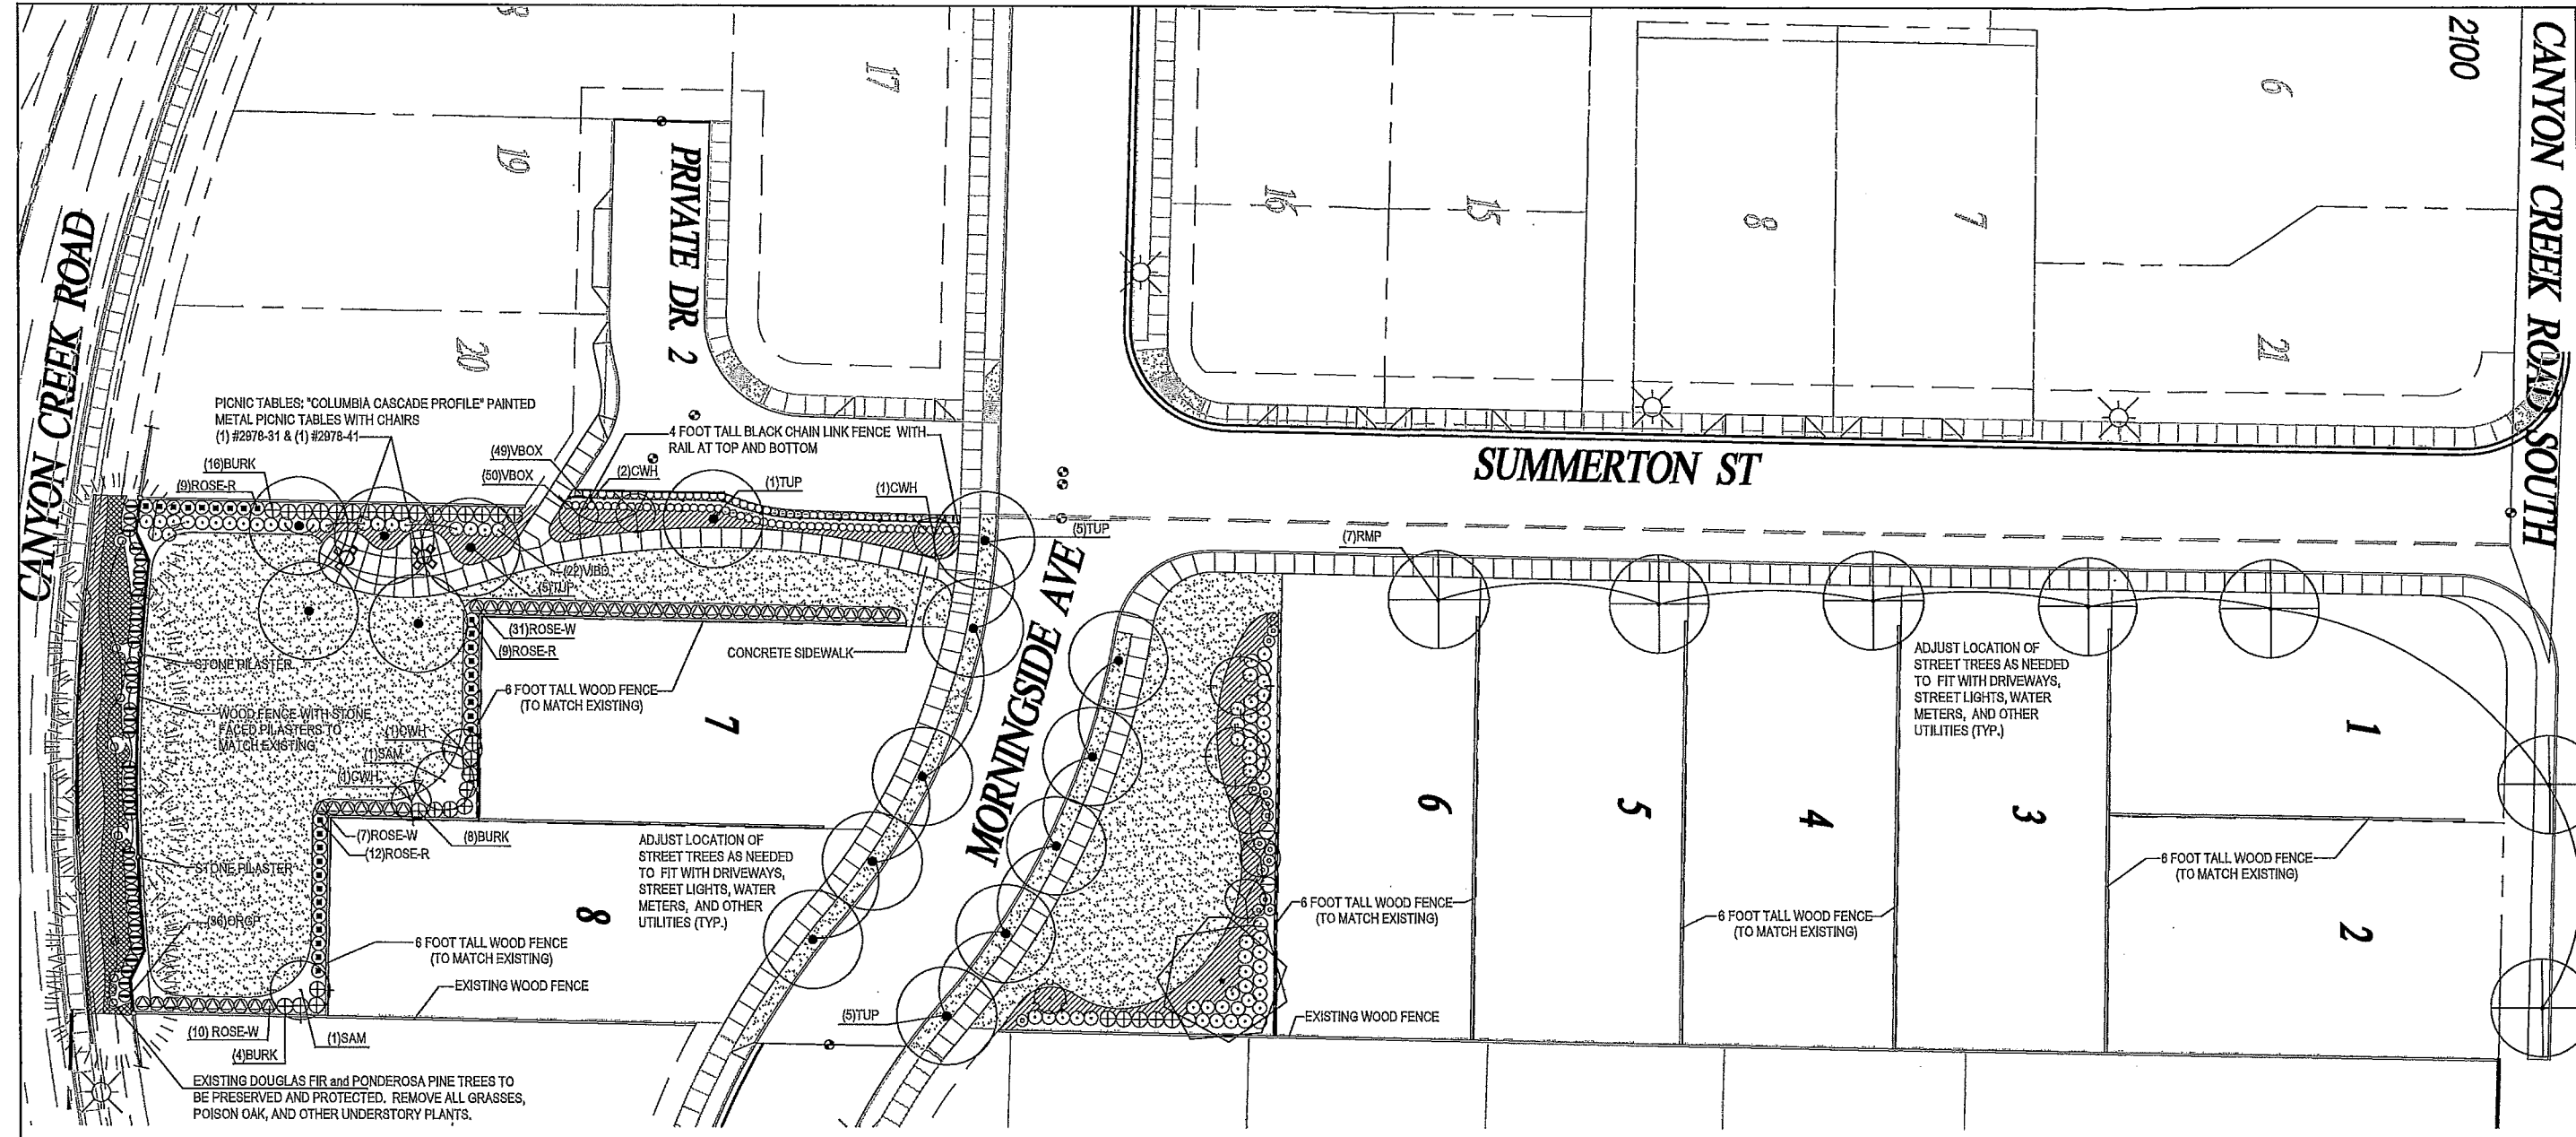 CANYON CREEK ROAD
18
17
19
20
PRIVATE DR. 2
16
15
8
7
6
21
2100
CANYON CREEK ROAD SOUTH
SUMMERTON ST
MORNINGSIDE AVE
PICNIC TABLES; "COLUMBIA CASCADE PROFILE" PAINTED
METAL PICNIC TABLES WITH CHAIRS
(1) #2978-31 & (1) #2978-41
(16)BURK
(9)ROSE-R
(49)VBOX
(50)VBOX
4 FOOT TALL BLACK CHAIN LINK FENCE WITH
RAIL AT TOP AND BOTTOM
(2)CWH
(1)TUP
(1)CWH
(5)TUP
(22)VIBD
(5)TUP
(7)RMP
(31)ROSE-W
(9)ROSE-R
CONCRETE SIDEWALK
6 FOOT TALL WOOD FENCE
(TO MATCH EXISTING)
STONE PILASTER
WOOD FENCE WITH STONE
FACED PILASTERS TO
MATCH EXISTING
(1)CWH
(1)SAM
(1)CWH
7
(7)ROSE-W
(12)ROSE-R
(8)BURK
STONE PILASTER
(36)ORGP
8
ADJUST LOCATION OF
STREET TREES AS NEEDED
TO FIT WITH DRIVEWAYS,
STREET LIGHTS, WATER
METERS, AND OTHER
UTILITIES (TYP.)
6 FOOT TALL WOOD FENCE
(TO MATCH EXISTING)
EXISTING WOOD FENCE
(10) ROSE-W
(4)BURK
(1)SAM
(5)TUP
EXISTING DOUGLAS FIR and PONDEROSA PINE TREES TO
BE PRESERVED AND PROTECTED. REMOVE ALL GRASSES,
POISON OAK, AND OTHER UNDERSTORY PLANTS.
6
5
4
3
1
2
ADJUST LOCATION OF
STREET TREES AS NEEDED
TO FIT WITH DRIVEWAYS,
STREET LIGHTS, WATER
METERS, AND OTHER
UTILITIES (TYP.)
6 FOOT TALL WOOD FENCE
(TO MATCH EXISTING)
6 FOOT TALL WOOD FENCE
(TO MATCH EXISTING)
6 FOOT TALL WOOD FENCE
(TO MATCH EXISTING)
EXISTING WOOD FENCE